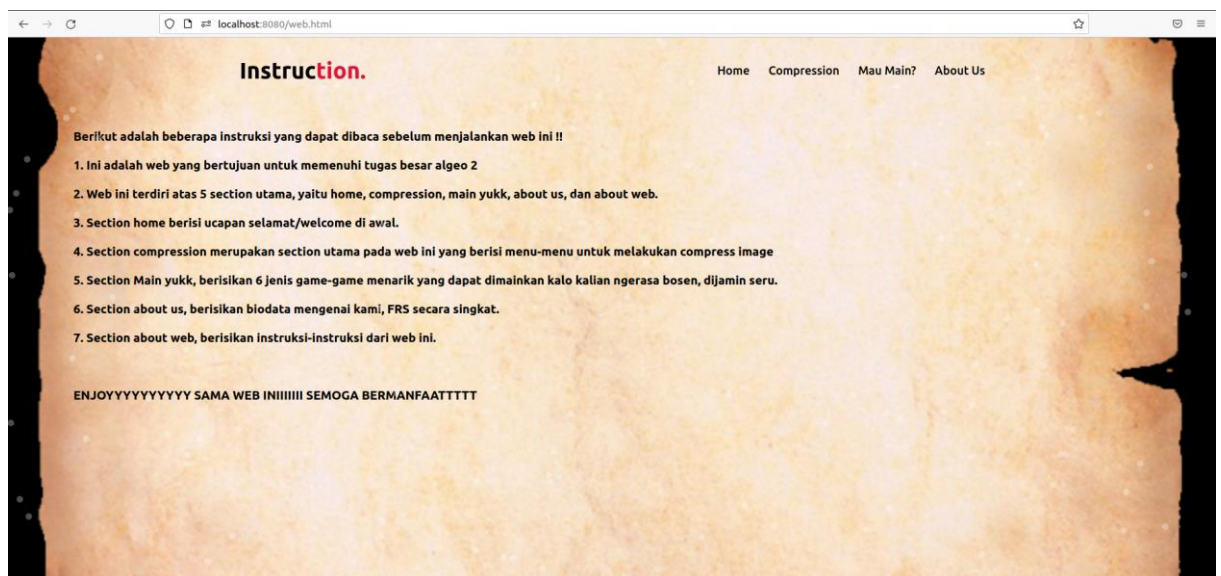 localhost:8080/web.html
Instruction.
Home Compression Mau Main? About Us
Berikut adalah beberapa instruksi yang dapat dibaca sebelum menjalankan web ini !!
1. Ini adalah web yang bertujuan untuk memenuhi tugas besar algeo 2
2. Web ini terdiri atas 5 section utama, yaitu home, compression, main yukk, about us, dan about web.
3. Section home berisi ucapan selamat/welcome di awal.
4. Section compression merupakan section utama pada web ini yang berisi menu-menu untuk melakukan compress image
5. Section Main yukk, berisikan 6 jenis game-game menarik yang dapat dimainkan kalo kalian ngerasa bosen, dijamin seru.
6. Section about us, berisikan biodata mengenai kami, FRS secara singkat.
7. Section about web, berisikan instruksi-instruksi dari web ini.
ENJOYYYYYYYYYY SAMA WEB INIIIIIII SEMOGA BERMANFAATTTTT